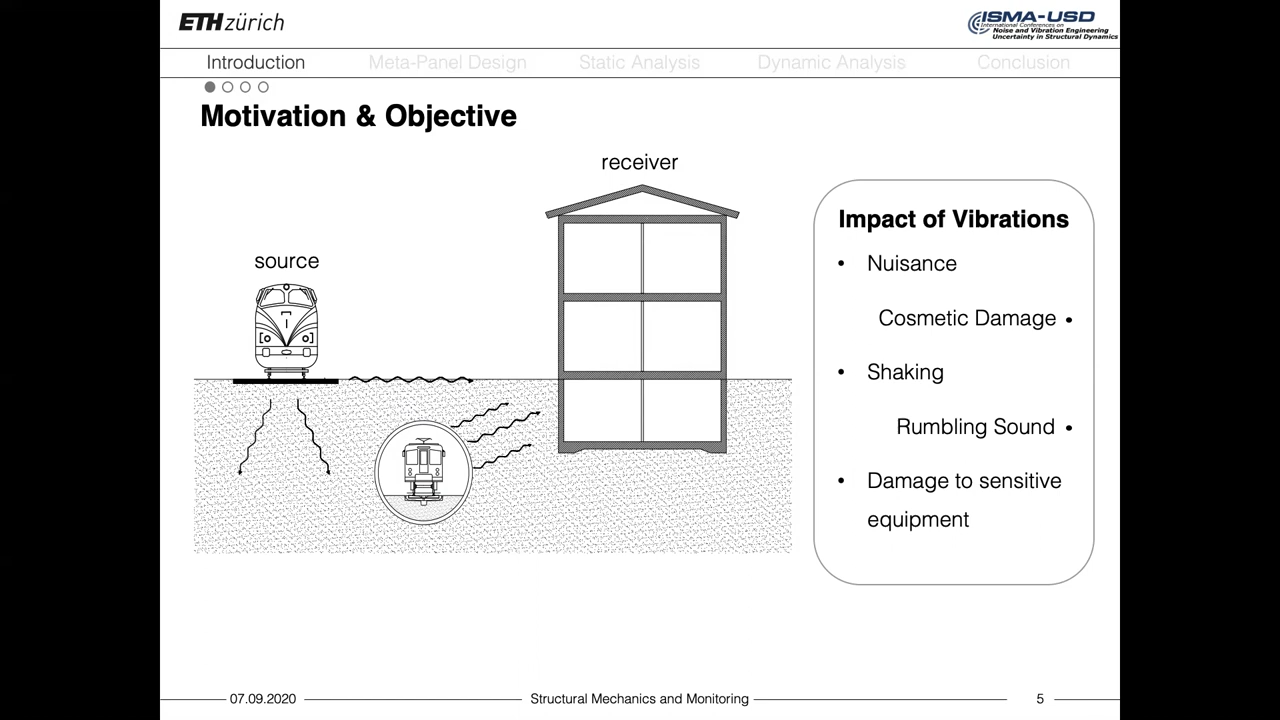 ETH zürich
ISMA-USD
International Conferences on
Noise and Vibration Engineering
Uncertainty in Structural Dynamics
Introduction
Meta-Panel Design
Static Analysis
Dynamic Analysis
Conclusion
Motivation & Objective
receiver
source
Impact of Vibrations
• Nuisance
Cosmetic Damage •
• Shaking
Rumbling Sound •
• Damage to sensitive
equipment
07.09.2020
Structural Mechanics and Monitoring
5